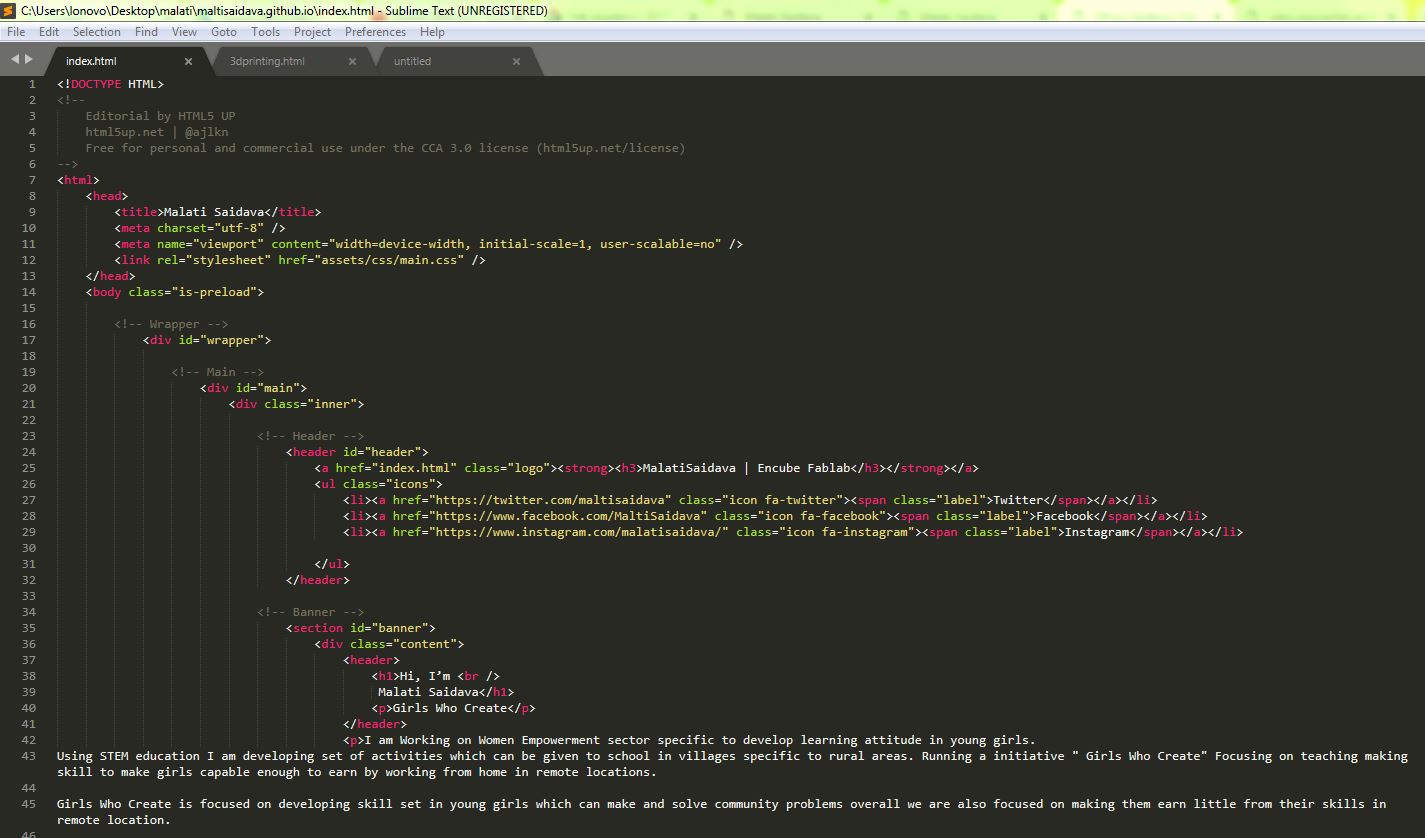 C:\Users\lonovo\Desktop\malati\maltisaidava.github.io\index.html - Sublime Text (UNREGISTERED)
File Edit Selection Find View Goto Tools Project Preferences Help
index.html × 3dprinting.html × untitled ×
1 <!DOCTYPE HTML>
2 <!--
3 Editorial by HTML5 UP
4 html5up.net | @ajlkn
5 Free for personal and commercial use under the CCA 3.0 license (html5up.net/license)
6 -->
7 <html>
8 <head>
9 <title>Malati Saidava</title>
10 <meta charset="utf-8" />
11 <meta name="viewport" content="width=device-width, initial-scale=1, user-scalable=no" />
12 <link rel="stylesheet" href="assets/css/main.css" />
13 </head>
14 <body class="is-preload">
15
16 <!-- Wrapper -->
17 <div id="wrapper">
18
19 <!-- Main -->
20 <div id="main">
21 <div class="inner">
22
23 <!-- Header -->
24 <header id="header">
25 <a href="index.html" class="logo"><strong><h3>MalatiSaidava | Encube Fablab</h3></strong></a>
26 <ul class="icons">
27 <li><a href="https://twitter.com/maltisaidava" class="icon fa-twitter"><span class="label">Twitter</span></a></li>
28 <li><a href="https://www.facebook.com/MaltiSaidava" class="icon fa-facebook"><span class="label">Facebook</span></a></li>
29 <li><a href="https://www.instagram.com/malatisaidava/" class="icon fa-instagram"><span class="label">Instagram</span></a></li>
30
31 </ul>
32 </header>
33
34 <!-- Banner -->
35 <section id="banner">
36 <div class="content">
37 <header>
38 <h1>Hi, I’m <br />
39 Malati Saidava</h1>
40 <p>Girls Who Create</p>
41 </header>
42 <p>I am Working on Women Empowerment sector specific to develop learning attitude in young girls.
43 Using STEM education I am developing set of activities which can be given to school in villages specific to rural areas. Running a initiative " Girls Who Create" Focusing on teaching making
skill to make girls capable enough to earn by working from home in remote locations.
44
45 Girls Who Create is focused on developing skill set in young girls which can make and solve community problems overall we are also focused on making them earn little from their skills in
remote location.
46